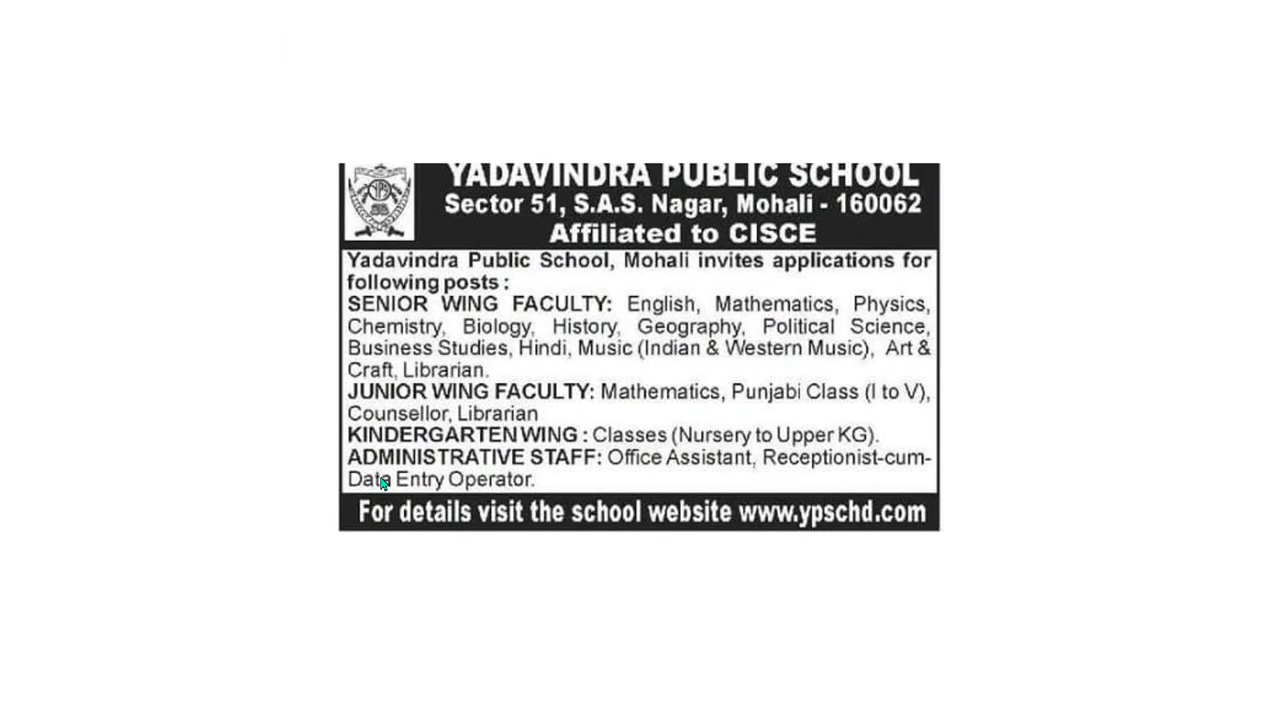 YADAVINDRA PUBLIC SCHOOL
Sector 51, S.A.S. Nagar, Mohali - 160062
Affiliated to CISCE
Yadavindra Public School, Mohali invites applications for
following posts :
SENIOR WING FACULTY: English, Mathematics, Physics,
Chemistry, Biology, History, Geography, Political Science,
Business Studies, Hindi, Music (Indian & Western Music), Art &
Craft, Librarian.
JUNIOR WING FACULTY: Mathematics, Punjabi Class (I to V),
Counsellor, Librarian
KINDERGARTEN WING : Classes (Nursery to Upper KG).
ADMINISTRATIVE STAFF: Office Assistant, Receptionist-cum-
Data Entry Operator.
For details visit the school website www.ypschd.com